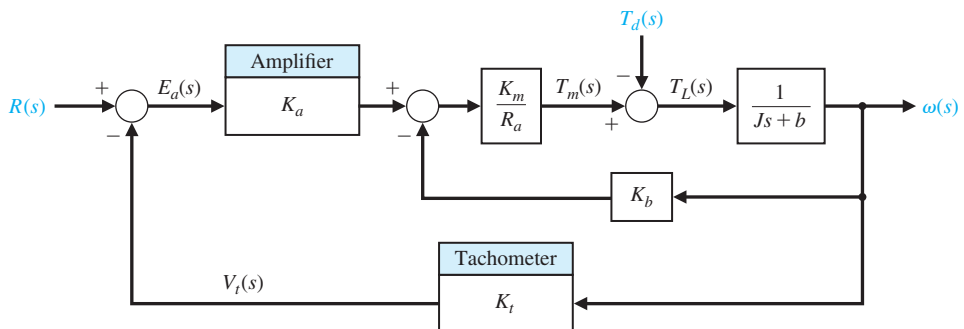 T_d(s)
Amplifier
R(s)
+
−
E_a(s)
K_a
+
−
K_m
R_a
T_m(s)
−
+
T_L(s)
1
Js + b
ω(s)
K_b
Tachometer
V_t(s)
K_t